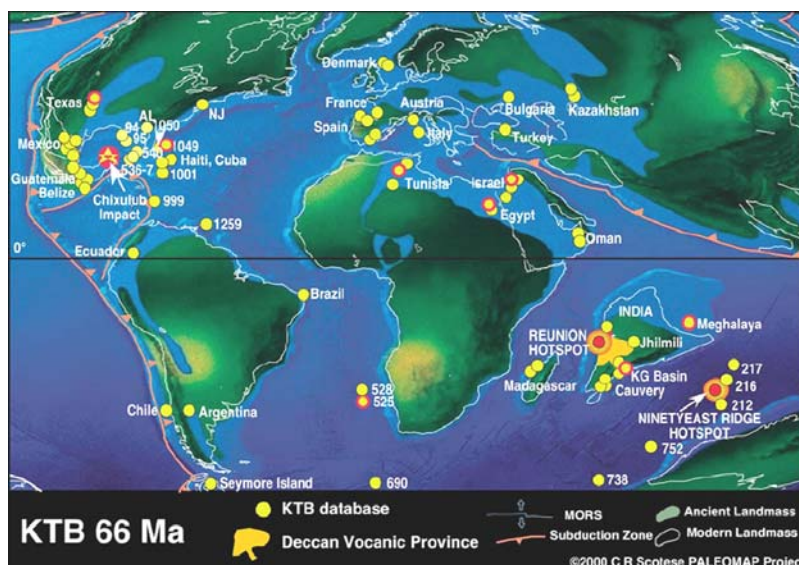 Denmark
Texas
AL
1050
NJ
France
Austria
Bulgaria
Kazakhstan
94
95
Spain
Italy
Turkey
Mexico
540
1049
Haiti, Cuba
536-7
1001
Guatemala
Belize
Tunisia
Israel
Chixulub
Impact
999
Egypt
1259
Oman
0°
Ecuador
Brazil
INDIA
Meghalaya
REUNION
HOTSPOT
Jhilmili
KG Basin
Madagascar
Cauvery
217
216
212
528
525
Chile
Argentina
NINETYEAST RIDGE
HOTSPOT
752
Seymore Island
690
738
KTB 66 Ma
KTB database
Deccan Vocanic Province
MORS
Subduction Zone
Ancient Landmass
Modern Landmass
©2000 C R Scotese PALEOMAP Project